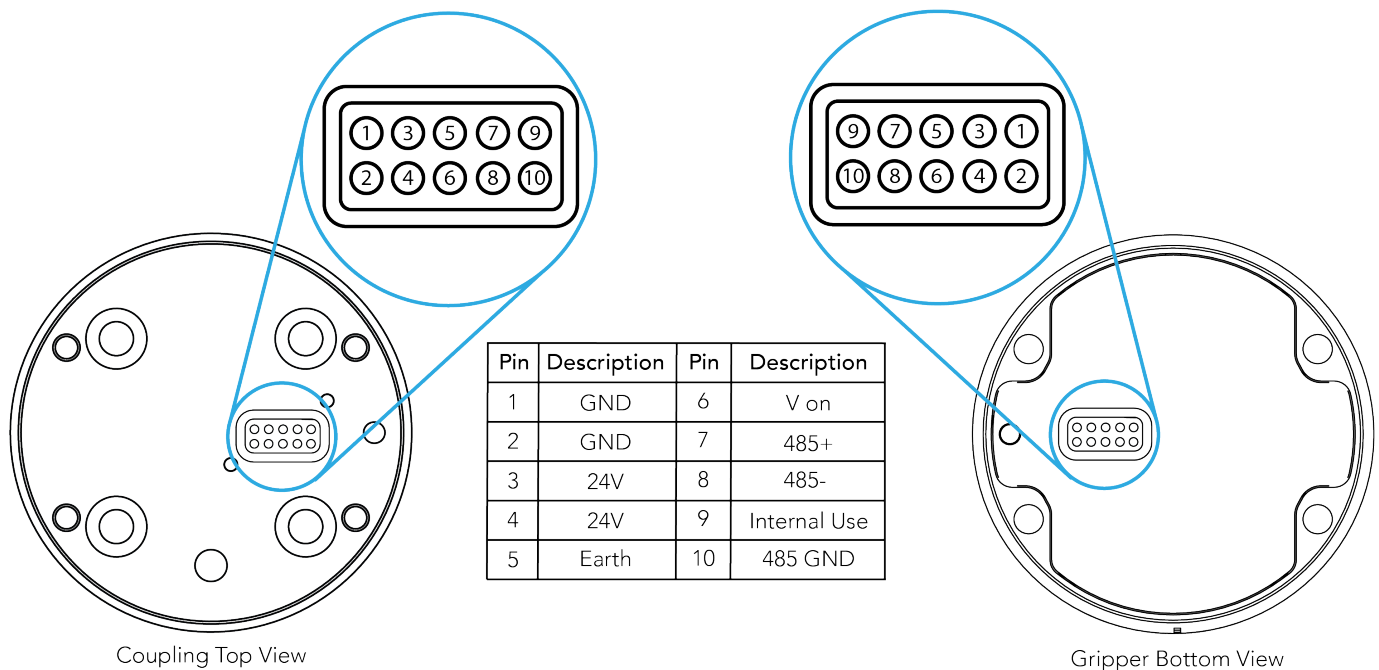 1 3 5 7 9
2 4 6 8 10
9 7 5 3 1
10 8 6 4 2
Pin Description Pin Description
1 GND 6 V on
2 GND 7 485+
3 24V 8 485-
4 24V 9 Internal Use
5 Earth 10 485 GND
Coupling Top View
Gripper Bottom View